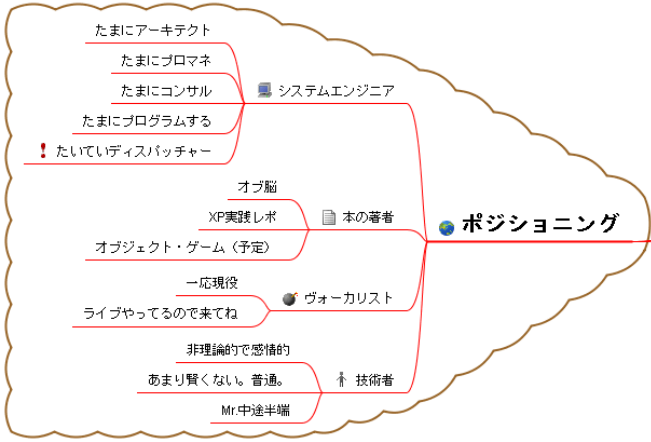 ポジショニング
システムエンジニア
たまにアーキテクト
たまにプロマネ
たまにコンサル
たまにプログラムする
たいていディスパッチャー
本の著者
オブ脳
XP実践レポ
オブジェクト・ゲーム（予定）
ヴォーカリスト
一応現役
ライブやってるので来てね
技術者
非理論的で感情的
あまり賢くない。普通。
Mr.中途半端